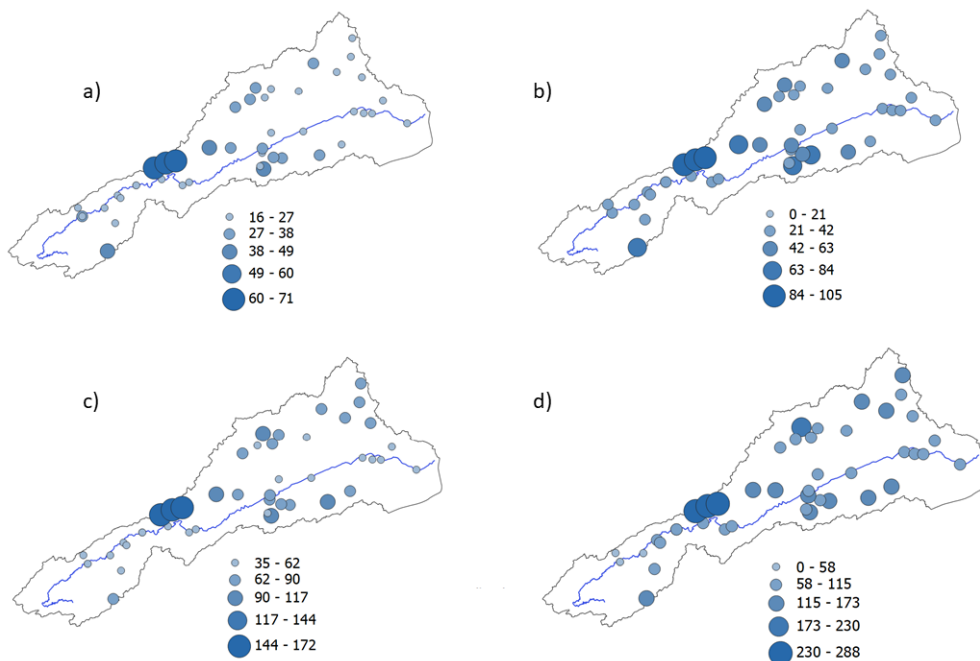 a)
16 - 27
27 - 38
38 - 49
49 - 60
60 - 71
b)
0 - 21
21 - 42
42 - 63
63 - 84
84 - 105
c)
35 - 62
62 - 90
90 - 117
117 - 144
144 - 172
d)
0 - 58
58 - 115
115 - 173
173 - 230
230 - 288